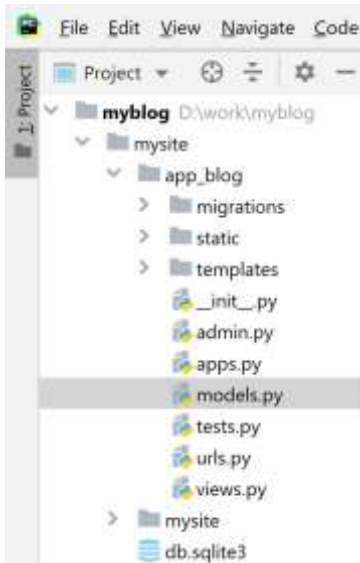 File Edit View Navigate Code
Project
1: Project
myblog D:\work\myblog
mysite
app_blog
migrations
static
templates
__init__.py
admin.py
apps.py
models.py
tests.py
urls.py
views.py
mysite
db.sqlite3